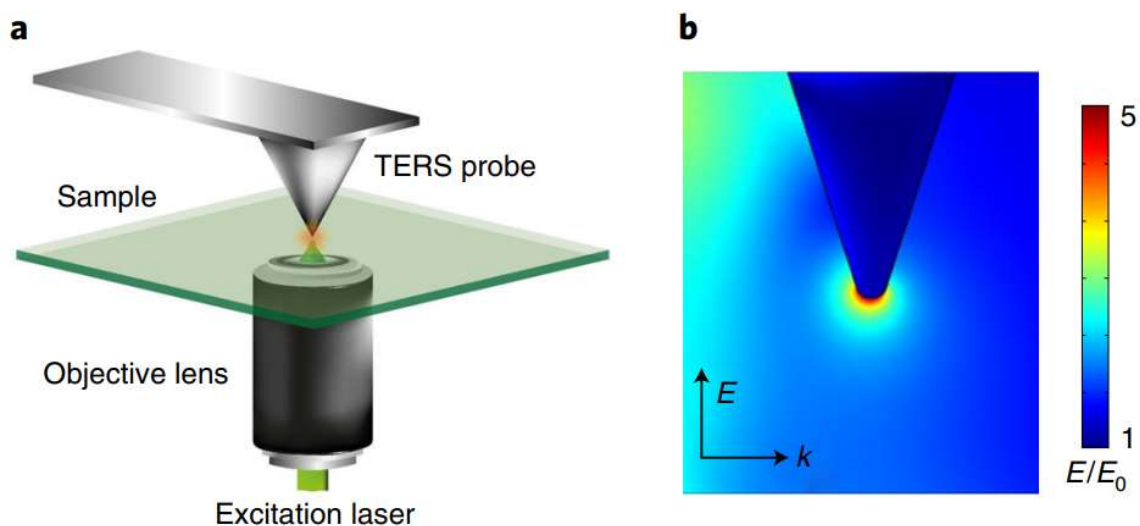 a
TERS probe
Sample
Objective lens
Excitation laser
b
E
k
5
1
E/E₀